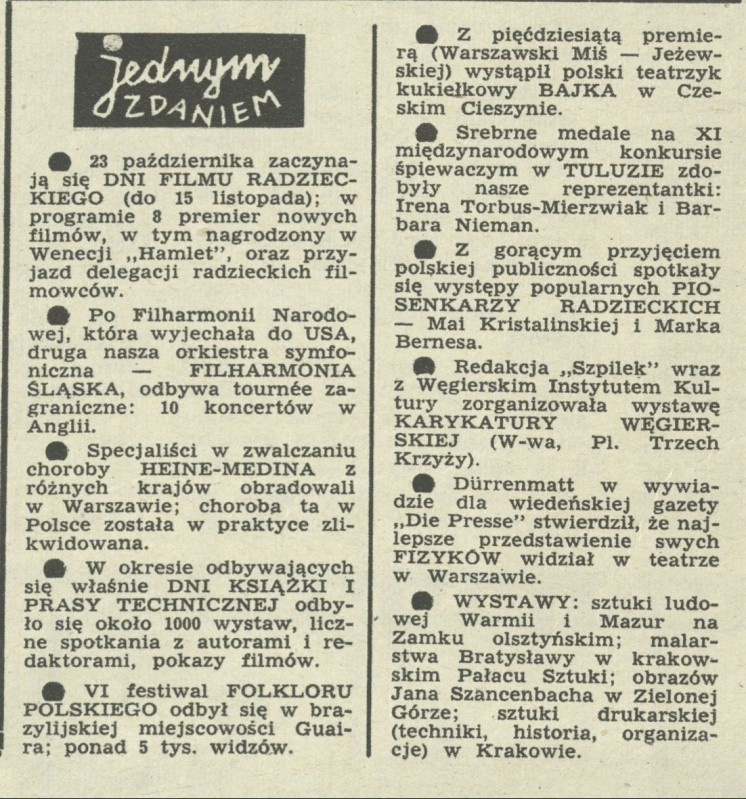 jednym
ZDANIEM
● 23 października zaczyna-
ją się DNI FILMU RADZIEC-
KIEGO (do 15 listopada); w
programie 8 premier nowych
filmów, w tym nagrodzony w
Wenecji „Hamlet", oraz przy-
jazd delegacji radzieckich fil-
mowców.
● Po Filharmonii Narodo-
wej, która wyjechała do USA,
druga nasza orkiestra symfo-
niczna — FILHARMONIA
ŚLĄSKA, odbywa tournée za-
graniczne: 10 koncertów w
Anglii.
● Specjaliści w zwalczaniu
choroby HEINE-MEDINA z
różnych krajów obradowali
w Warszawie; choroba ta w
Polsce została w praktyce zli-
kwidowana.
● W okresie odbywających
się właśnie DNI KSIĄŻKI I
PRASY TECHNICZNEJ odby-
ło się około 1000 wystaw, licz-
ne spotkania z autorami i re-
daktorami, pokazy filmów.
● VI festiwal FOLKLORU
POLSKIEGO odbył się w bra-
zylijskiej miejscowości Guai-
ra; ponad 5 tys. widzów.
● Z pięćdziesiątą premie-
rą (Warszawski Miś — Jeżew-
skiej) wystąpił polski teatrzyk
kukiełkowy BAJKA w Cze-
skim Cieszynie.
● Srebrne medale na XI
międzynarodowym konkursie
śpiewaczym w TULUZIE zdo-
były nasze reprezentantki:
Irena Torbus-Mierzwiak i Bar-
bara Nieman.
● Z gorącym przyjęciem
polskiej publiczności spotkały
się występy popularnych PIO-
SENKARZY RADZIECKICH
— Mai Kristalinskiej i Marka
Bernesa.
● Redakcja „Szpilek" wraz
z Węgierskim Instytutem Kul-
tury zorganizowała wystawę
KARYKATURY WĘGIER-
SKIEJ (W-wa, Pl. Trzech
Krzyży).
● Dürrenmatt w wywia-
dzie dla wiedeńskiej gazety
„Die Presse" stwierdził, że naj-
lepsze przedstawienie swych
FIZYKÓW widział w teatrze
w Warszawie.
● WYSTAWY: sztuki ludo-
wej Warmii i Mazur na
Zamku olsztyńskim; malar-
stwa Bratysławy w krakow-
skim Pałacu Sztuki; obrazów
Jana Szancenbacha w Zielonej
Górze; sztuki drukarskiej
(techniki, historia, organiza-
cje) w Krakowie.